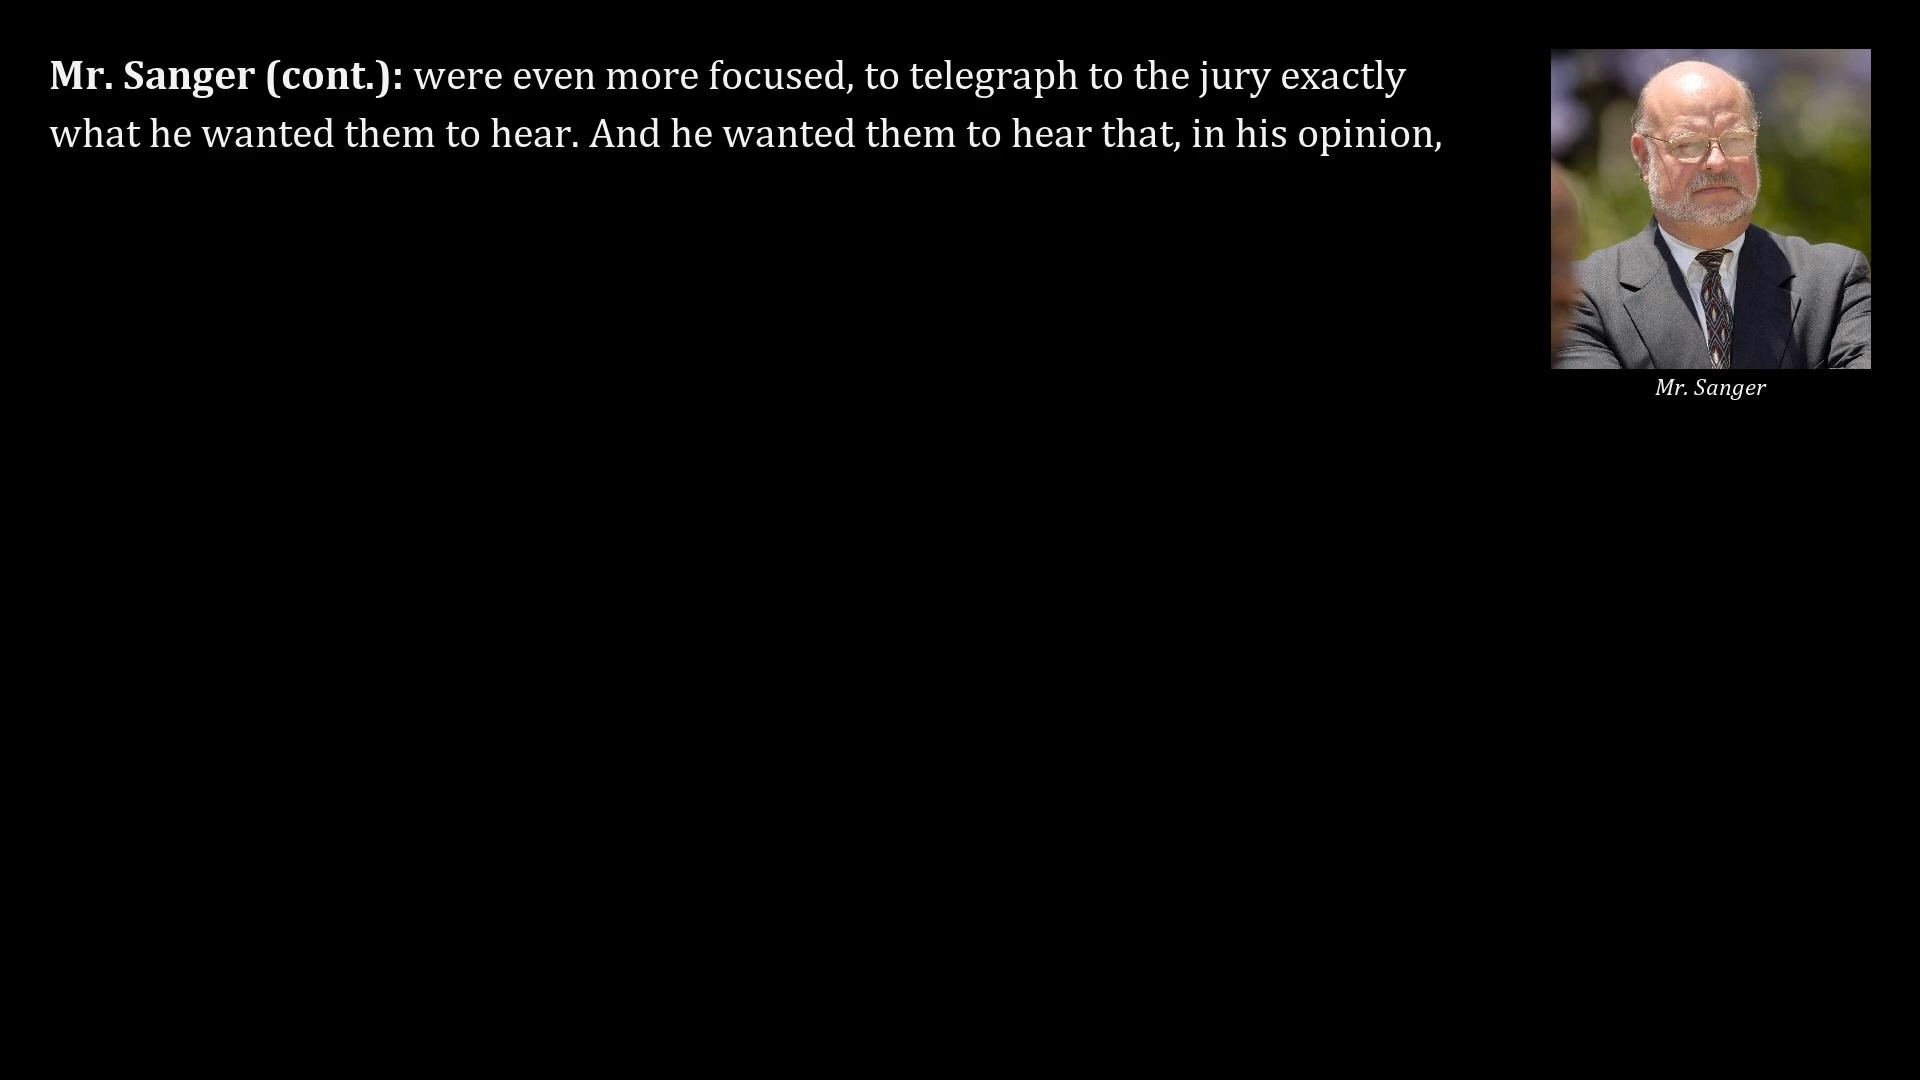 Mr. Sanger (cont.): were even more focused, to telegraph to the jury exactly
what he wanted them to hear. And he wanted them to hear that, in his opinion,
Mr. Sanger